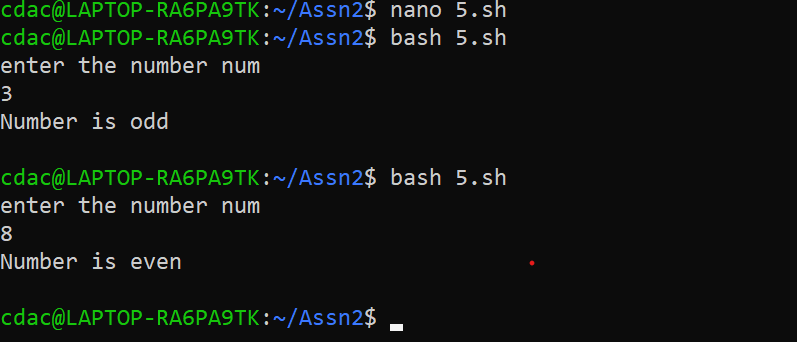 cdac@LAPTOP-RA6PA9TK:~/Assn2$ nano 5.sh
cdac@LAPTOP-RA6PA9TK:~/Assn2$ bash 5.sh
enter the number num
3
Number is odd
cdac@LAPTOP-RA6PA9TK:~/Assn2$ bash 5.sh
enter the number num
8
Number is even
cdac@LAPTOP-RA6PA9TK:~/Assn2$